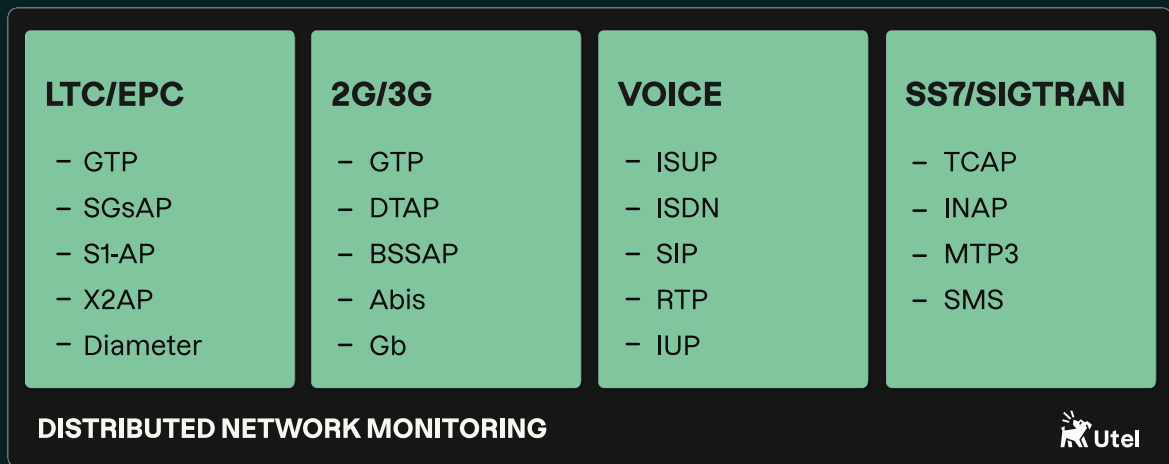 LTC/EPC
– GTP
– SGsAP
– S1-AP
– X2AP
– Diameter
2G/3G
– GTP
– DTAP
– BSSAP
– Abis
– Gb
VOICE
– ISUP
– ISDN
– SIP
– RTP
– IUP
SS7/SIGTRAN
– TCAP
– INAP
– MTP3
– SMS
DISTRIBUTED NETWORK MONITORING
Utel